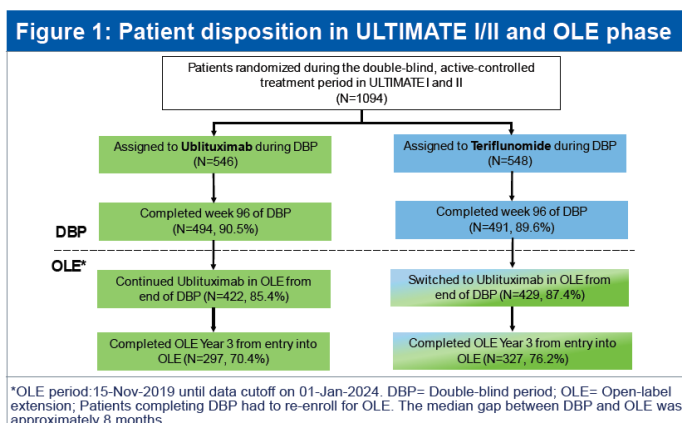 Figure 1: Patient disposition in ULTIMATE I/II and OLE phase
Patients randomized during the double-blind, active-controlled
treatment period in ULTIMATE I and II
(N=1094)
Assigned to Ublituximab during DBP
(N=546)
Assigned to Teriflunomide during DBP
(N=548)
Completed week 96 of DBP
(N=494, 90.5%)
Completed week 96 of DBP
(N=491, 89.6%)
DBP
OLE*
Continued Ublituximab in OLE from
end of DBP (N=422, 85.4%)
Switched to Ublituximab in OLE from
end of DBP (N=429, 87.4%)
Completed OLE Year 3 from entry into
OLE (N=297, 70.4%)
Completed OLE Year 3 from entry into
OLE (N=327, 76.2%)
*OLE period:15-Nov-2019 until data cutoff on 01-Jan-2024. DBP= Double-blind period; OLE= Open-label
extension; Patients completing DBP had to re-enroll for OLE. The median gap between DBP and OLE was
approximately 8 months